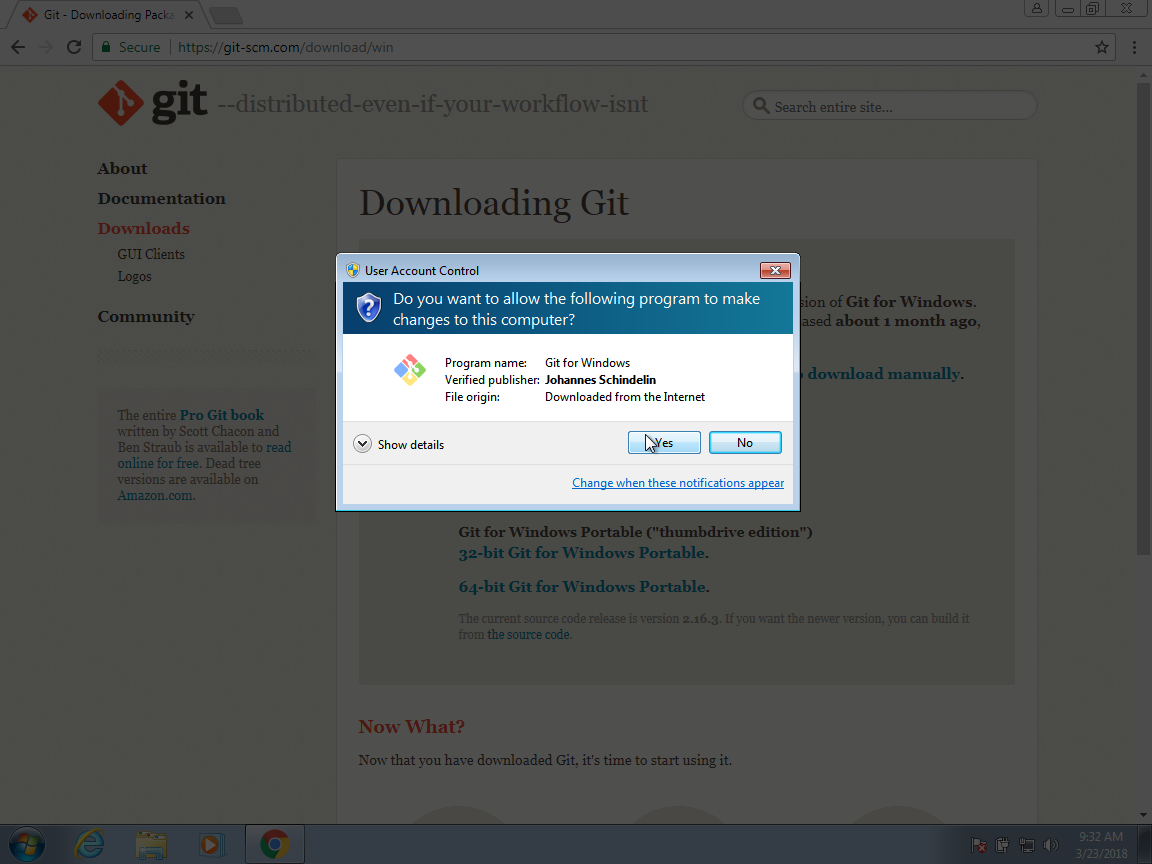 Git - Downloading Packa
Secure https://git-scm.com/download/win
git --distributed-even-if-your-workflow-isnt
Search entire site...
About
Documentation
Downloads
GUI Clients
Logos
Community
The entire Pro Git book
written by Scott Chacon and
Ben Straub is available to read
online for free. Dead tree
versions are available on
Amazon.com.
Downloading Git
sion of Git for Windows.
ased about 1 month ago,
download manually.
User Account Control
Do you want to allow the following program to make
changes to this computer?
Program name: Git for Windows
Verified publisher: Johannes Schindelin
File origin: Downloaded from the Internet
Show details
Yes
No
Change when these notifications appear
Git for Windows Portable ("thumbdrive edition")
32-bit Git for Windows Portable.
64-bit Git for Windows Portable.
The current source code release is version 2.16.3. If you want the newer version, you can build it
from the source code.
Now What?
Now that you have downloaded Git, it's time to start using it.
9:32 AM
3/23/2018